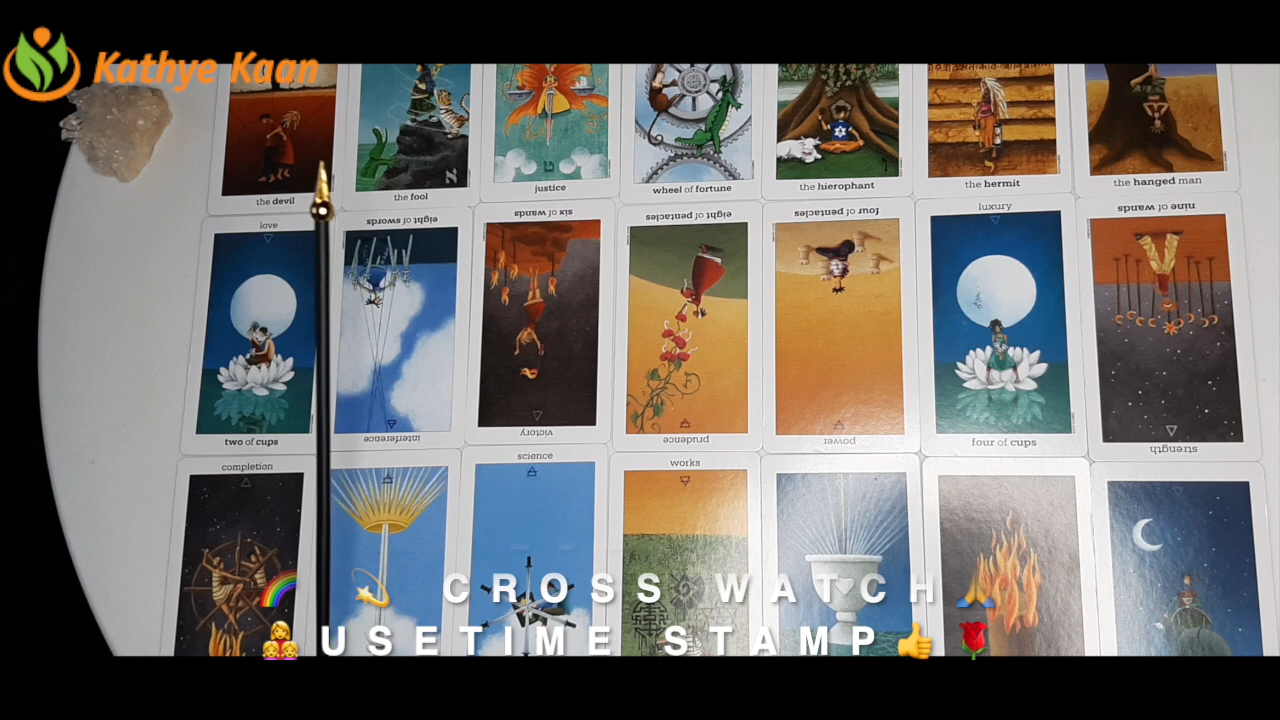 Kathye Kaan
the devil
the fool
justice
wheel of fortune
the hierophant
the hermit
the hanged man
love
eight of swords
six of wands
eight of pentacles
four of pentacles
luxury
nine of wands
two of cups
interference
victory
prudence
power
four of cups
strength
completion
science
works
CROSS WATCH
USETIME STAMP